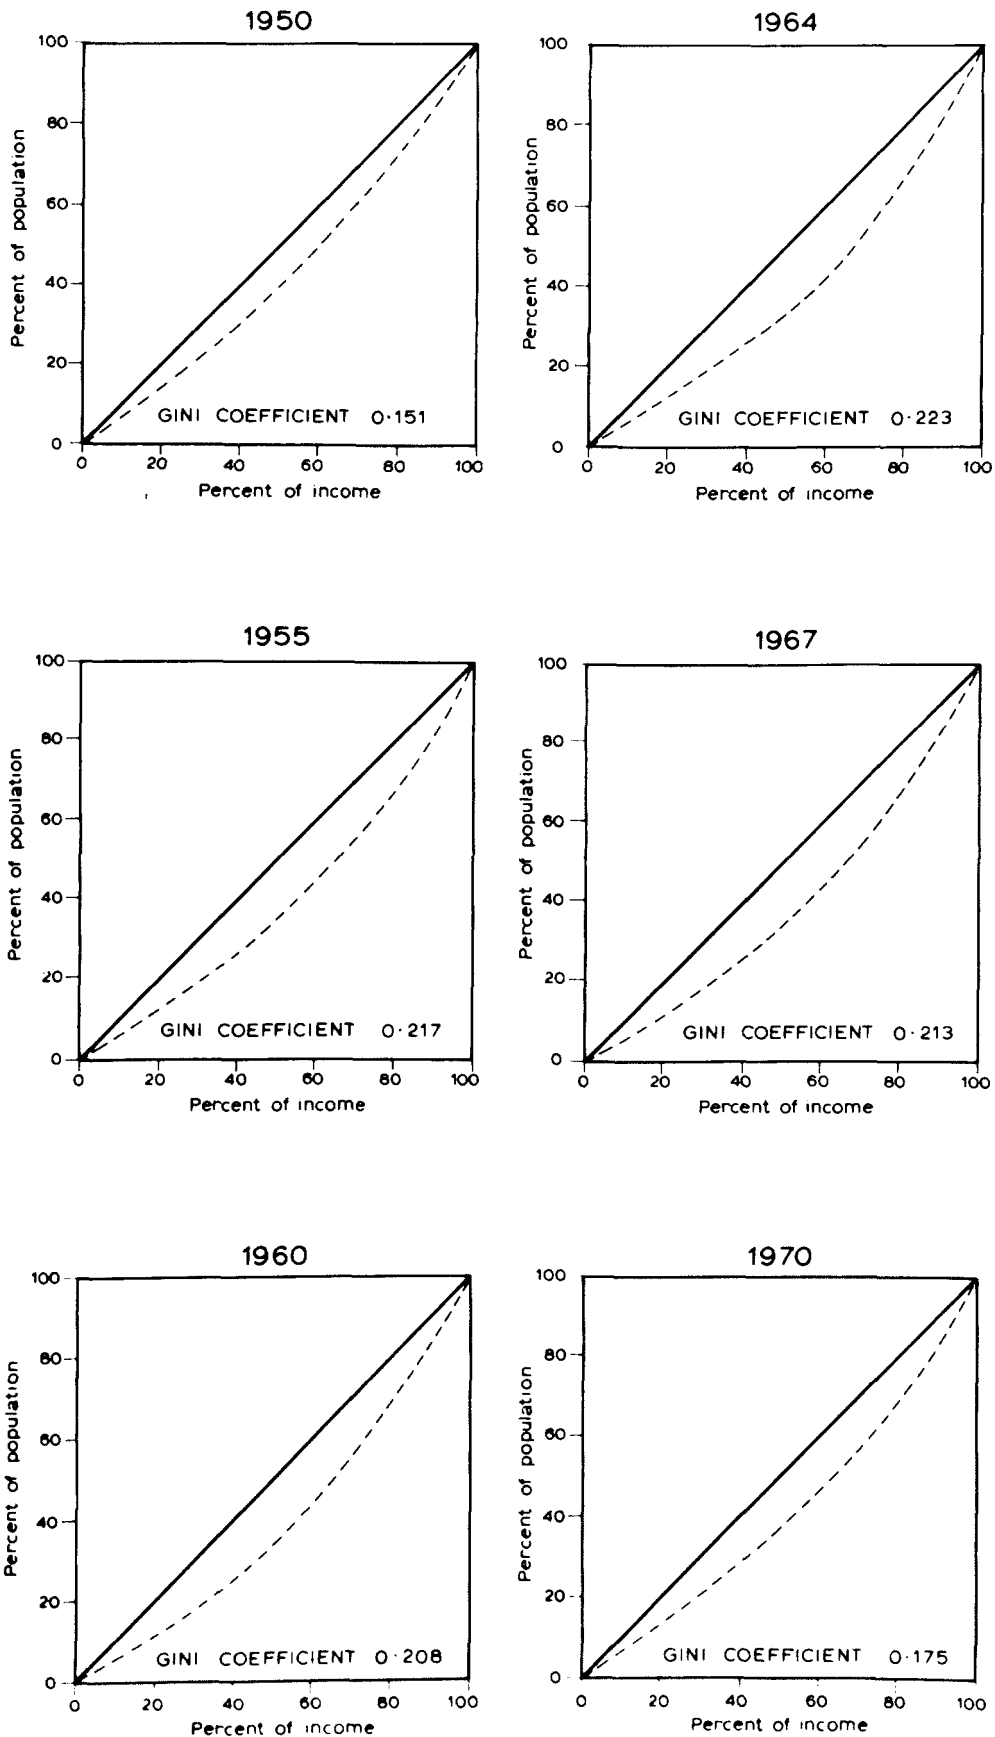 1950
100
80
60
40
20
0
Percent of population
GINI COEFFICIENT 0·151
0 20 40 60 80 100
Percent of income
1964
100
80
60
40
20
0
Percent of population
GINI COEFFICIENT 0·223
0 20 40 60 80 100
Percent of income
1955
100
80
60
40
20
0
Percent of population
GINI COEFFICIENT 0·217
0 20 40 60 80 100
Percent of income
1967
100
80
60
40
20
0
Percent of population
GINI COEFFICIENT 0·213
0 20 40 60 80 100
Percent of income
1960
100
80
60
40
20
0
Percent of population
GINI COEFFICIENT 0·208
0 20 40 60 80 100
Percent of income
1970
100
80
60
40
20
0
Percent of population
GINI COEFFICIENT 0·175
0 20 40 60 80 100
Percent of income